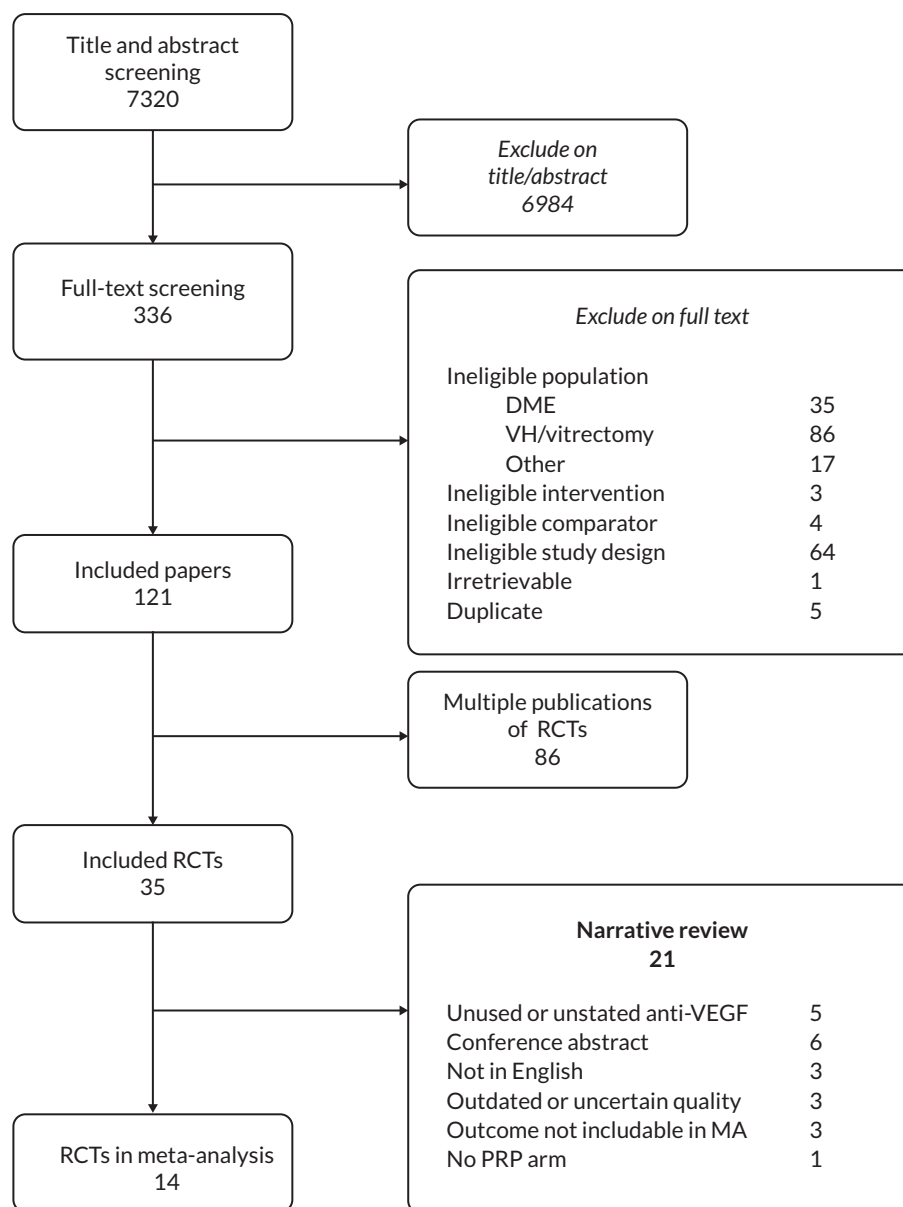 Title and abstract
screening
7320
Exclude on
title/abstract
6984
Full-text screening
336
Exclude on full text
Ineligible population
DME 35
VH/vitrectomy 86
Other 17
Ineligible intervention 3
Ineligible comparator 4
Ineligible study design 64
Irretrievable 1
Duplicate 5
Included papers
121
Multiple publications
of RCTs
86
Included RCTs
35
Narrative review
21
Unused or unstated anti-VEGF 5
Conference abstract 6
Not in English 3
Outdated or uncertain quality 3
Outcome not includable in MA 3
No PRP arm 1
RCTs in meta-analysis
14